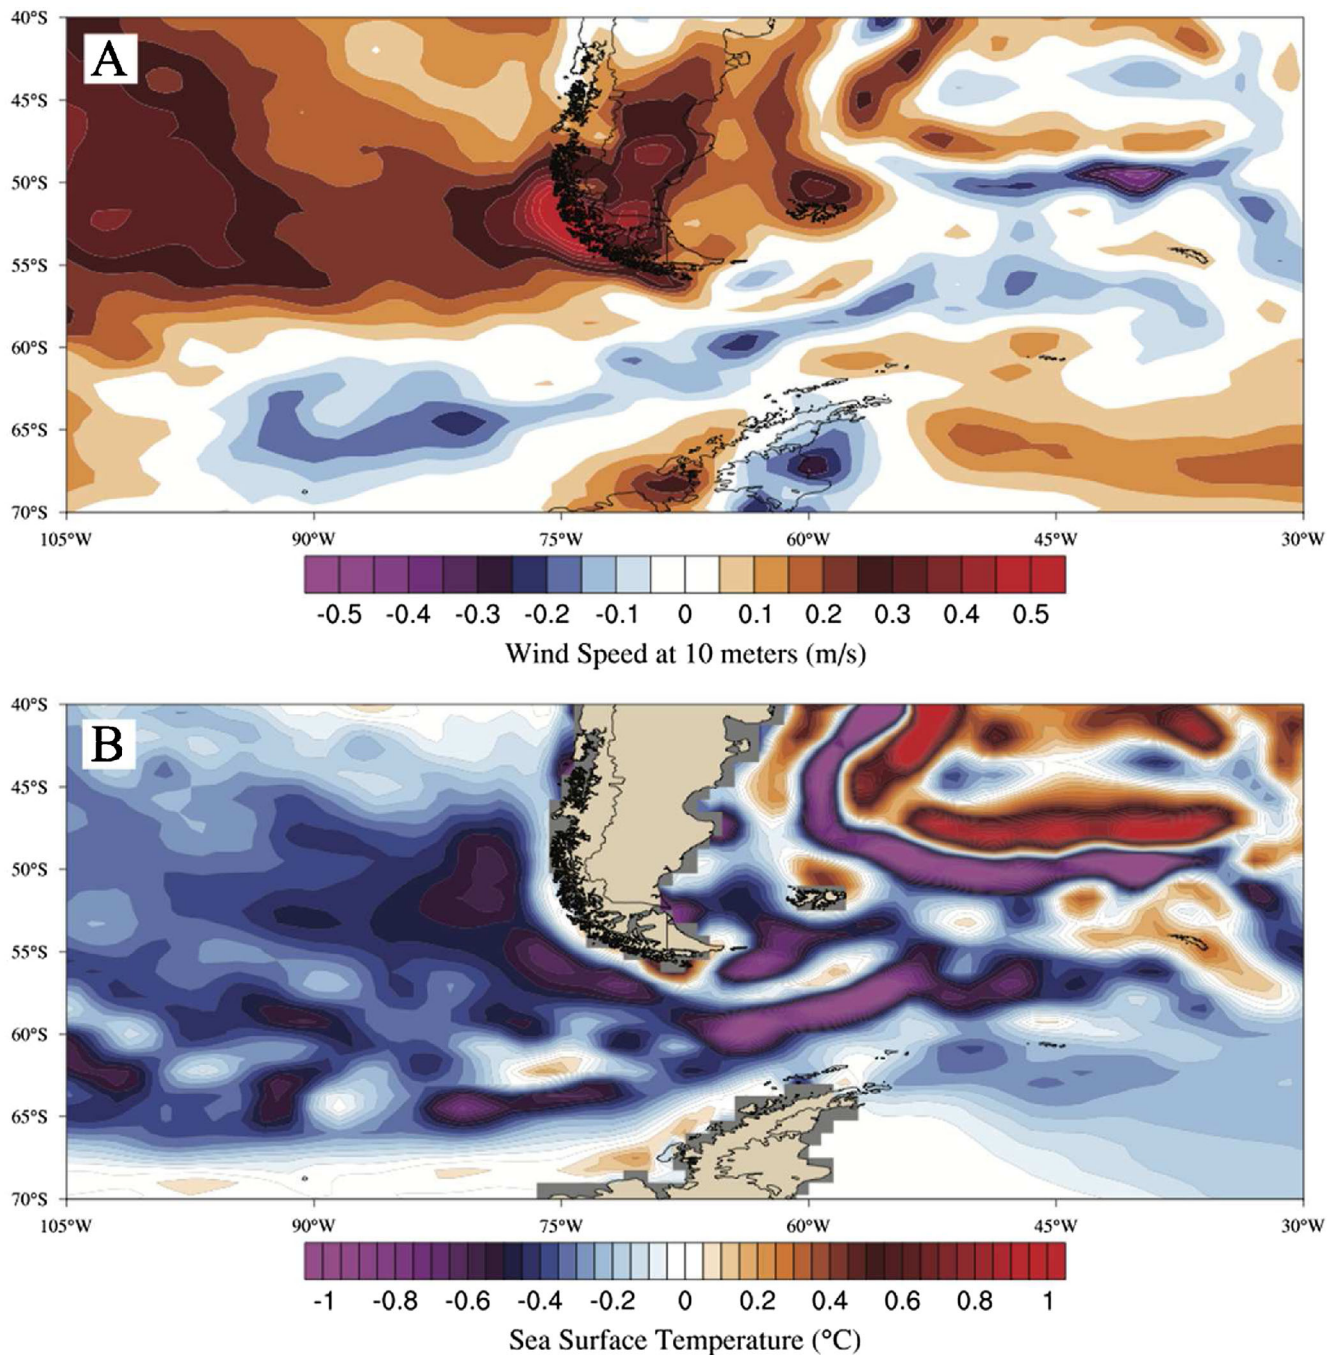 40°S
A
45°S
50°S
55°S
60°S
65°S
70°S
105°W 90°W 75°W 60°W 45°W 30°W
-0.5 -0.4 -0.3 -0.2 -0.1 0 0.1 0.2 0.3 0.4 0.5
Wind Speed at 10 meters (m/s)
40°S
B
45°S
50°S
55°S
60°S
65°S
70°S
105°W 90°W 75°W 60°W 45°W 30°W
-1 -0.8 -0.6 -0.4 -0.2 0 0.2 0.4 0.6 0.8 1
Sea Surface Temperature (°C)